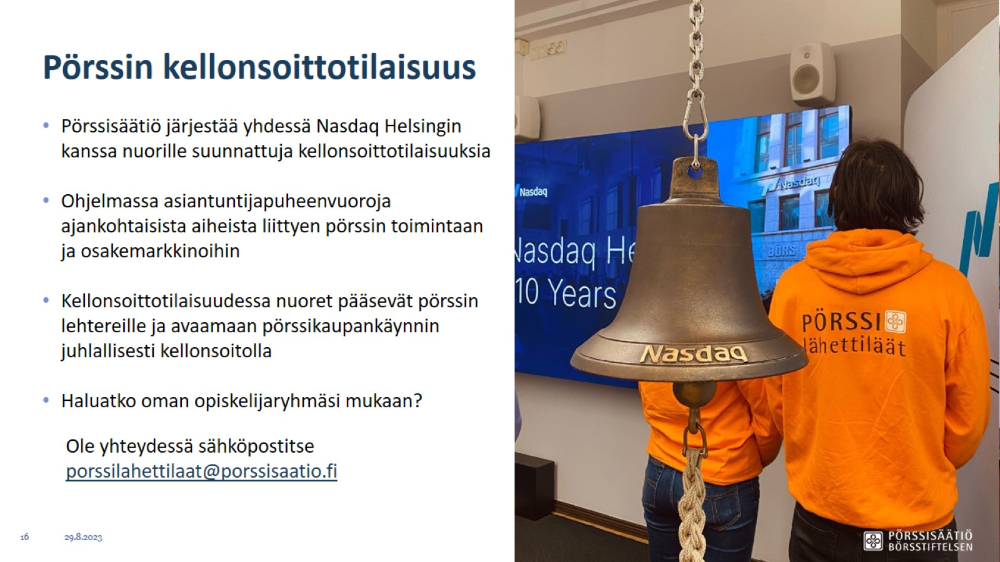 Pörssin kellonsoittotilaisuus
• Pörssisäätiö järjestää yhdessä Nasdaq Helsingin
kanssa nuorille suunnattuja kellonsoittotilaisuuksia
• Ohjelmassa asiantuntijapuheenvuoroja
ajankohtaisista aiheista liittyen pörssin toimintaan
ja osakemarkkinoihin
• Kellonsoittotilaisuudessa nuoret pääsevät pörssin
lehtereille ja avaamaan pörssikaupankäynnin
juhlallisesti kellonsoitolla
• Haluatko oman opiskelijaryhmäsi mukaan?
Ole yhteydessä sähköpostitse
porssilahettilaat@porssisaatio.fi
16 29.8.2023
Nasdaq
Nasdaq
BÖRS
Nasdaq He
10 Years
Nasdaq
PÖRSSI
lähettiläät
PÖRSSISÄÄTIÖ
BÖRSSTIFTELSEN